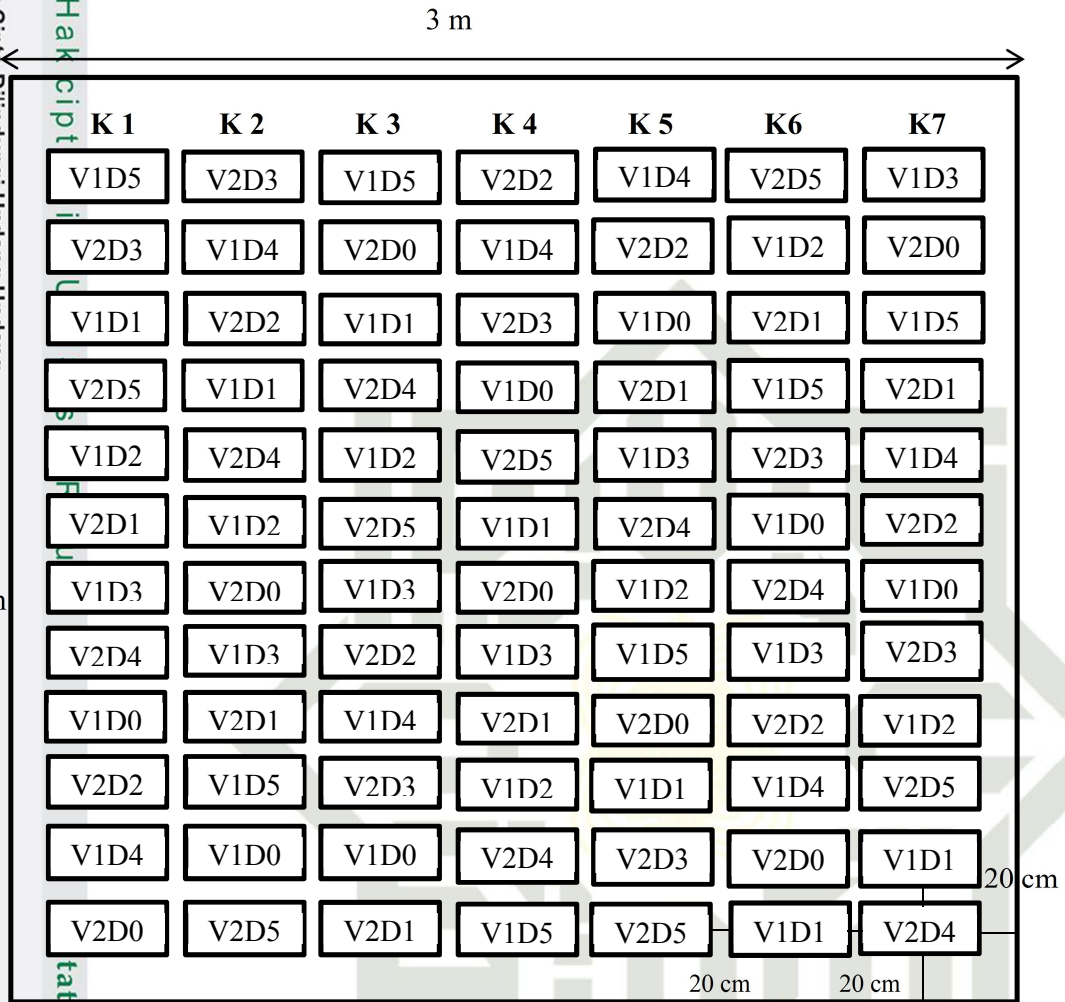 3 m
Hak cipt
K 1 K 2 K 3 K 4 K 5 K6 K7
V1D5 V2D3 V1D5 V2D2 V1D4 V2D5 V1D3
V2D3 V1D4 V2D0 V1D4 V2D2 V1D2 V2D0
V1D1 V2D2 V1D1 V2D3 V1D0 V2D1 V1D5
V2D5 V1D1 V2D4 V1D0 V2D1 V1D5 V2D1
V1D2 V2D4 V1D2 V2D5 V1D3 V2D3 V1D4
V2D1 V1D2 V2D5 V1D1 V2D4 V1D0 V2D2
V1D3 V2D0 V1D3 V2D0 V1D2 V2D4 V1D0
V2D4 V1D3 V2D2 V1D3 V1D5 V1D3 V2D3
V1D0 V2D1 V1D4 V2D1 V2D0 V2D2 V1D2
V2D2 V1D5 V2D3 V1D2 V1D1 V1D4 V2D5
V1D4 V1D0 V1D0 V2D4 V2D3 V2D0 V1D1
20 cm
V2D0 V2D5 V2D1 V1D5 V2D5 V1D1 V2D4
20 cm 20 cm